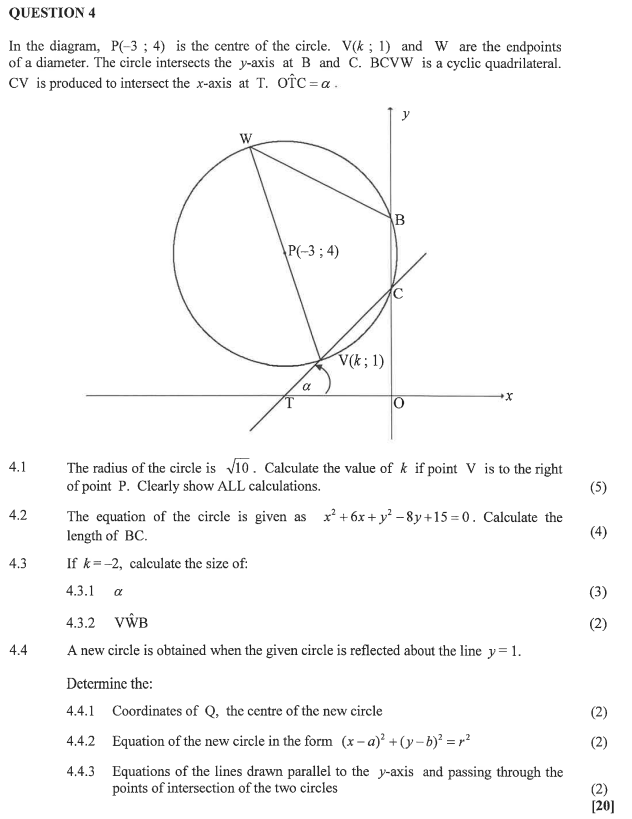 QUESTION 4
In the diagram, P(−3 ; 4) is the centre of the circle. V(k ; 1) and W are the endpoints
of a diameter. The circle intersects the y-axis at B and C. BCVW is a cyclic quadrilateral.
CV is produced to intersect the x-axis at T. OT̂C = α .
y
W
B
P(−3 ; 4)
C
V(k ; 1)
α
T
O
x
4.1 The radius of the circle is √10 . Calculate the value of k if point V is to the right
of point P. Clearly show ALL calculations. (5)
4.2 The equation of the circle is given as x² + 6x + y² − 8y + 15 = 0. Calculate the
length of BC. (4)
4.3 If k = −2, calculate the size of:
4.3.1 α (3)
4.3.2 VŴB (2)
4.4 A new circle is obtained when the given circle is reflected about the line y = 1.
Determine the:
4.4.1 Coordinates of Q, the centre of the new circle (2)
4.4.2 Equation of the new circle in the form (x − a)² + (y − b)² = r² (2)
4.4.3 Equations of the lines drawn parallel to the y-axis and passing through the
points of intersection of the two circles (2)
[20]